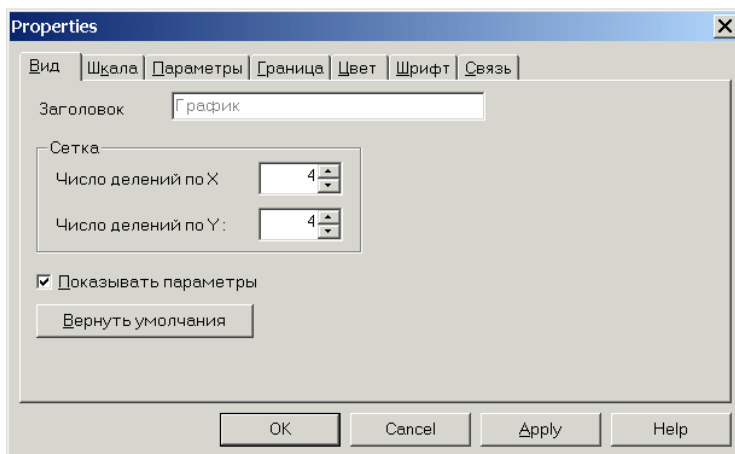 Properties
Вид Шкала Параметры Граница Цвет Шрифт Связь
Заголовок График
Сетка
Число делений по X 4
Число делений по Y: 4
Показывать параметры
Вернуть умолчания
OK Cancel Apply Help